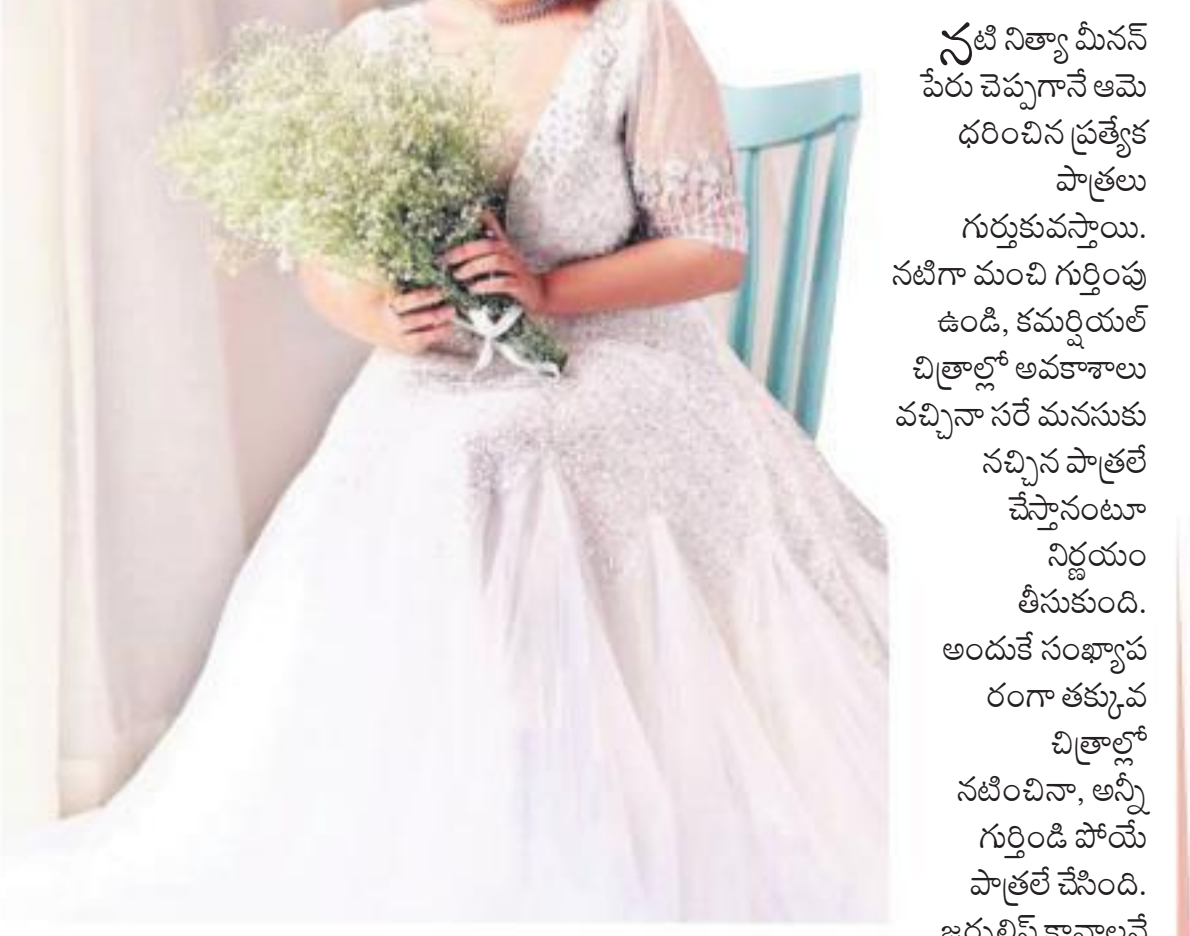 నటి నిత్యా మీనన్
పేరు చెప్పగానే ఆమె
ధరించిన ప్రత్యేక
పాత్రలు
గుర్తుకువస్తాయి.
నటిగా మంచి గుర్తింపు
ఉండి, కమర్షియల్
చిత్రాల్లో అవకాశాలు
వచ్చినా సరే మనసుకు
నచ్చిన పాత్రలే
చేస్తానంటూ
నిర్ణయం
తీసుకుంది.
అందుకే సంఖ్యాప
రంగా తక్కువ
చిత్రాల్లో
నటించినా, అన్నీ
గుర్తిండి పోయే
పాత్రలే చేసింది.